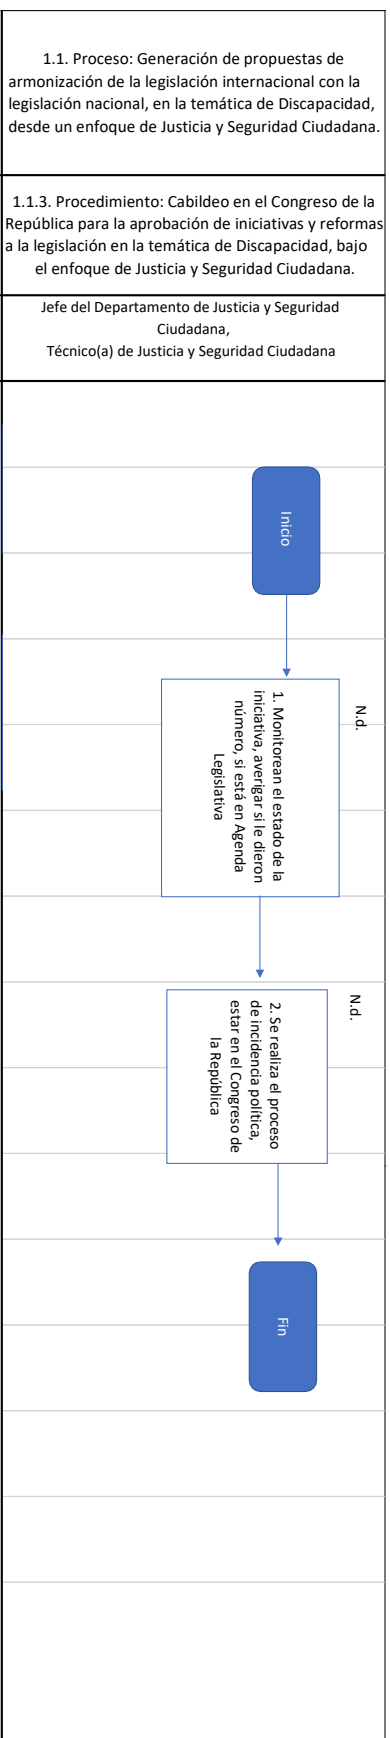 1.1. Proceso: Generación de propuestas de
armonización de la legislación internacional con la
legislación nacional, en la temática de Discapacidad,
desde un enfoque de Justicia y Seguridad Ciudadana.
1.1.3. Procedimiento: Cabildeo en el Congreso de la
República para la aprobación de iniciativas y reformas
a la legislación en la temática de Discapacidad, bajo
el enfoque de Justicia y Seguridad Ciudadana.
Jefe del Departamento de Justicia y Seguridad
Ciudadana,
Técnico(a) de Justicia y Seguridad Ciudadana
Inicio
N.d.
1. Monitorean el estado de la
iniciativa, averigar si le dieron
número, si está en Agenda
Legislativa
N.d.
2. Se realiza el proceso
de incidencia política,
estar en el Congreso de
la República
Fin